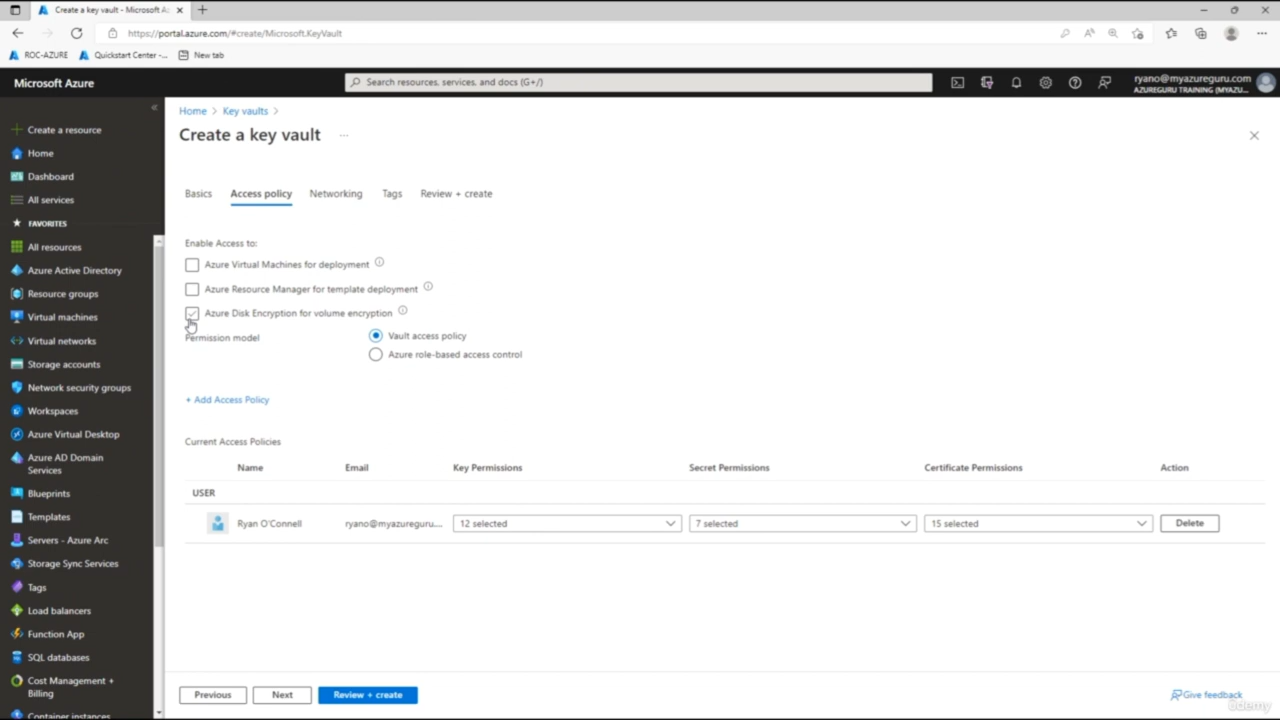 Create a key vault - Microsoft A
https://portal.azure.com/#create/Microsoft.KeyVault
ROC-AZURE
Quickstart Center -...
New tab
Microsoft Azure
Search resources, services, and docs (G+/)
ryano@myazureguru.com
AZUREGURU TRAINING (MYAZU...
Create a resource
Home
Dashboard
All services
FAVORITES
All resources
Azure Active Directory
Resource groups
Virtual machines
Virtual networks
Storage accounts
Network security groups
Workspaces
Azure Virtual Desktop
Azure AD Domain
Services
Blueprints
Templates
Servers - Azure Arc
Storage Sync Services
Tags
Load balancers
Function App
SQL databases
Cost Management +
Billing
Container instances
Home > Key vaults >
Create a key vault ...
Basics
Access policy
Networking
Tags
Review + create
Enable Access to:
Azure Virtual Machines for deployment
Azure Resource Manager for template deployment
Azure Disk Encryption for volume encryption
Permission model
Vault access policy
Azure role-based access control
+ Add Access Policy
Current Access Policies
Name
Email
Key Permissions
Secret Permissions
Certificate Permissions
Action
USER
Ryan O'Connell
ryano@myazureguru....
12 selected
7 selected
15 selected
Delete
Previous
Next
Review + create
Give feedback
ûdemy